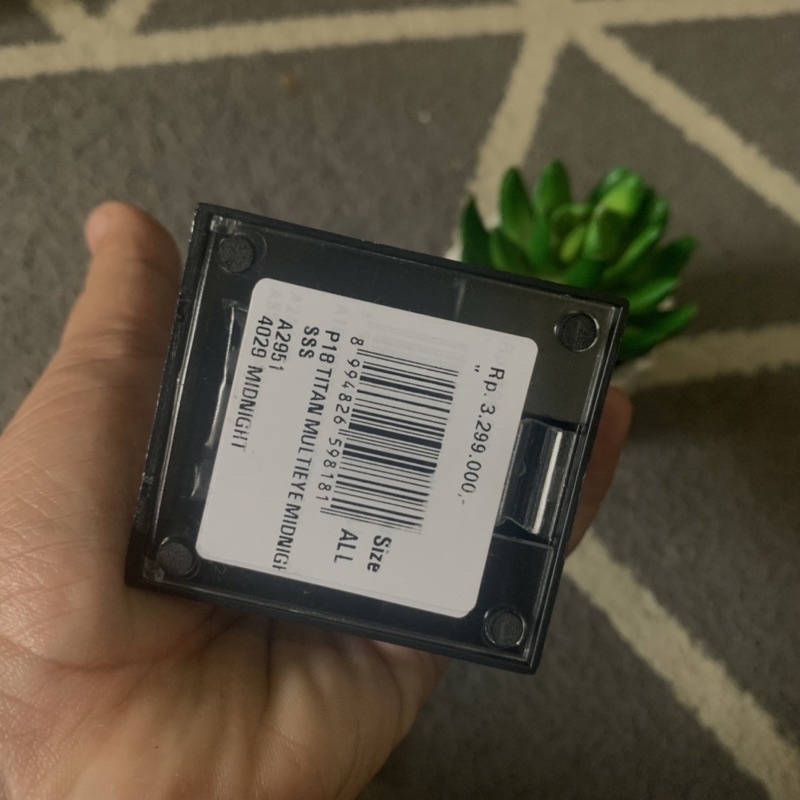 Rp. 3.299.000,-
"
8 994826 598181
Size
ALL
P18 TITAN MULTIEYE MIDNIGH
SSS
A2951
4029 MIDNIGHT